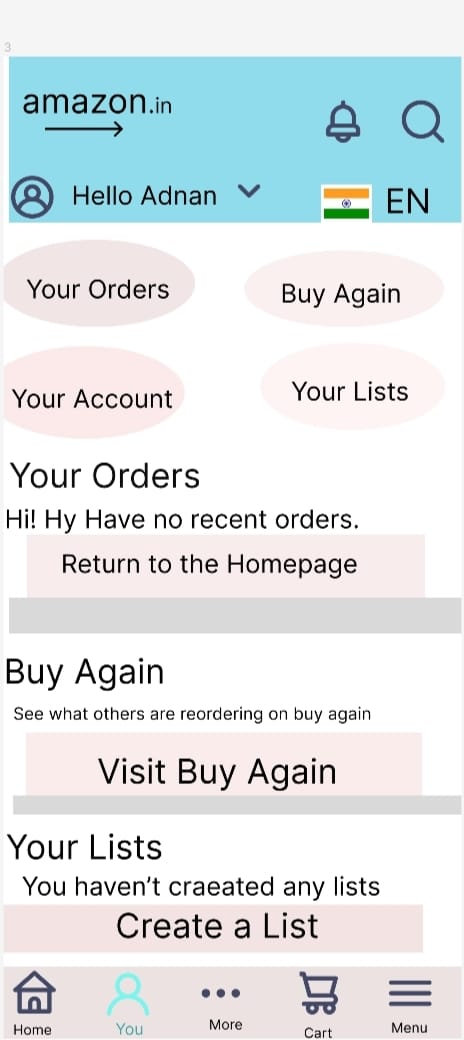 3
amazon.in
Hello Adnan
EN
Your Orders
Buy Again
Your Account
Your Lists
Your Orders
Hi! Hy Have no recent orders.
Return to the Homepage
Buy Again
See what others are reordering on buy again
Visit Buy Again
Your Lists
You haven’t craeated any lists
Create a List
Home
You
More
Cart
Menu